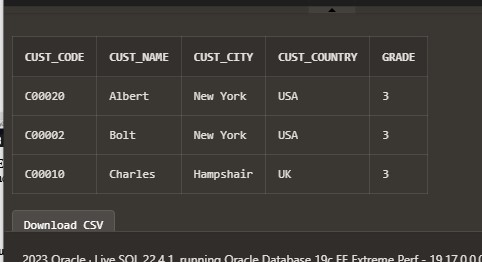 CUST_CODE CUST_NAME CUST_CITY CUST_COUNTRY GRADE
C00020 Albert New York USA 3
C00002 Bolt New York USA 3
C00010 Charles Hampshair UK 3
Download CSV
2023 Oracle · Live SQL 22.4.1, running Oracle Database 19c EE Extreme Perf - 19.17.0.0.0